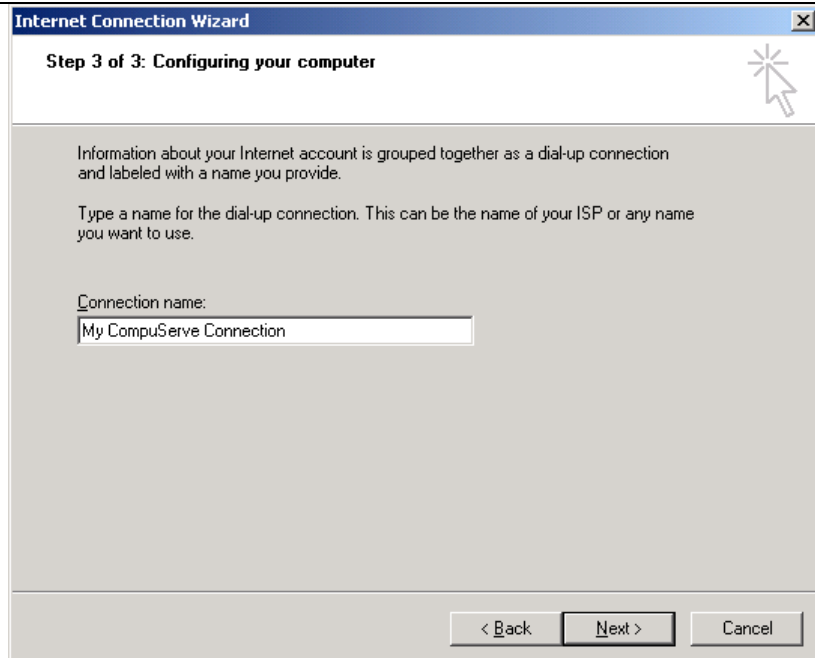 Internet Connection Wizard
Step 3 of 3: Configuring your computer
Information about your Internet account is grouped together as a dial-up connection
and labeled with a name you provide.
Type a name for the dial-up connection. This can be the name of your ISP or any name
you want to use.
Connection name:
My CompuServe Connection
< Back Next > Cancel